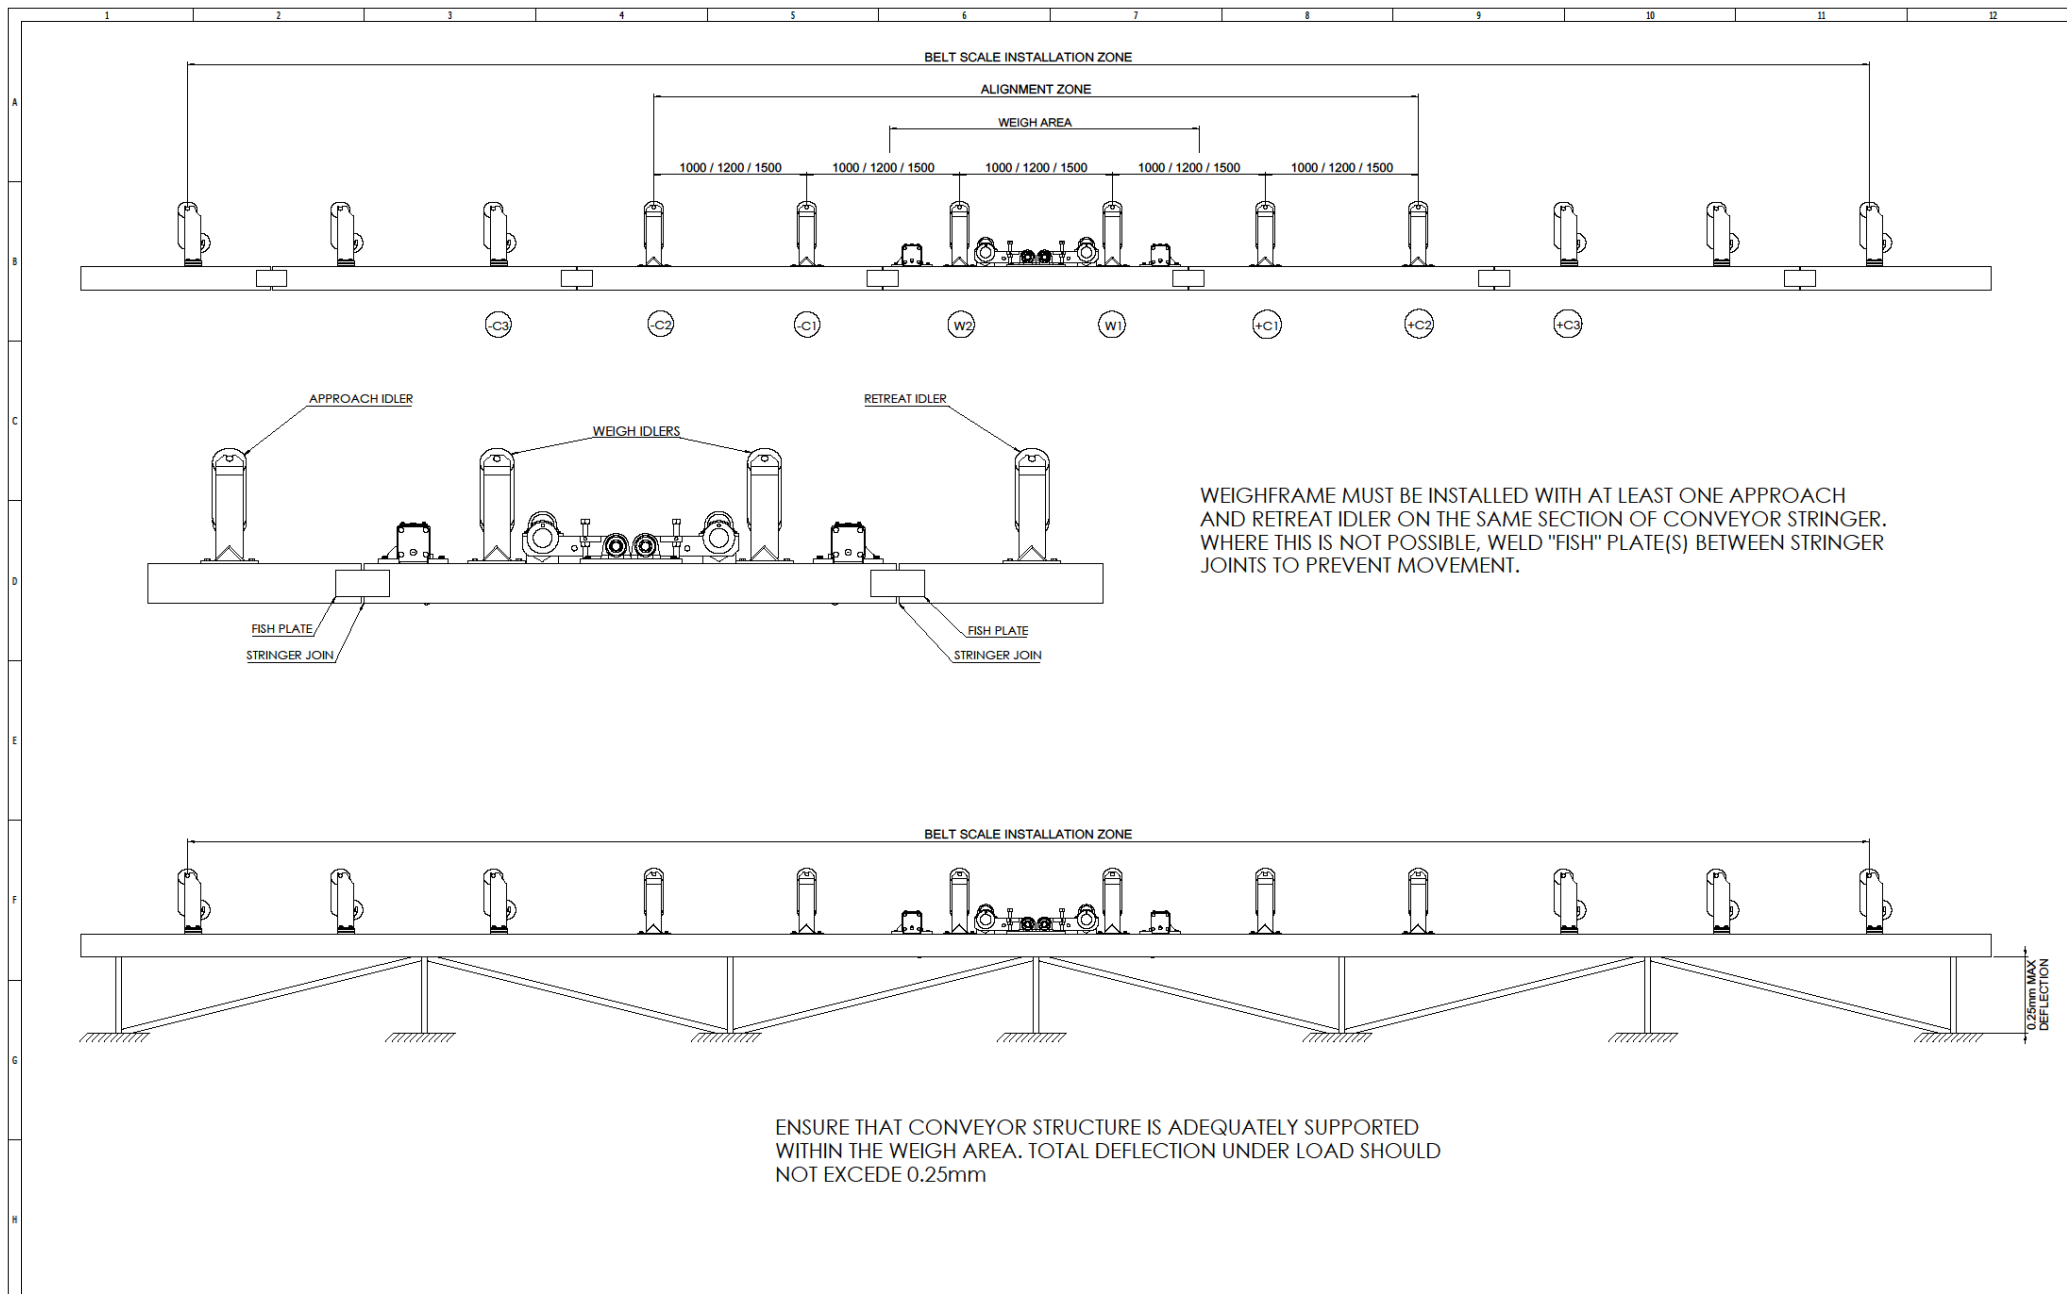 1 2 3 4 5 6 7 8 9 10 11 12
BELT SCALE INSTALLATION ZONE
A
ALIGNMENT ZONE
WEIGH AREA
1000 / 1200 / 1500 1000 / 1200 / 1500 1000 / 1200 / 1500 1000 / 1200 / 1500 1000 / 1200 / 1500
B
-C3 -C2 -C1 W2 W1 +C1 +C2 +C3
APPROACH IDLER
RETREAT IDLER
C
WEIGH IDLERS
WEIGHFRAME MUST BE INSTALLED WITH AT LEAST ONE APPROACH
AND RETREAT IDLER ON THE SAME SECTION OF CONVEYOR STRINGER.
WHERE THIS IS NOT POSSIBLE, WELD "FISH" PLATE(S) BETWEEN STRINGER
JOINTS TO PREVENT MOVEMENT.
D
FISH PLATE
FISH PLATE
STRINGER JOIN
STRINGER JOIN
E
BELT SCALE INSTALLATION ZONE
F
0.25mm MAX
DEFLECTION
G
ENSURE THAT CONVEYOR STRUCTURE IS ADEQUATELY SUPPORTED
WITHIN THE WEIGH AREA. TOTAL DEFLECTION UNDER LOAD SHOULD
NOT EXCEDE 0.25mm
H